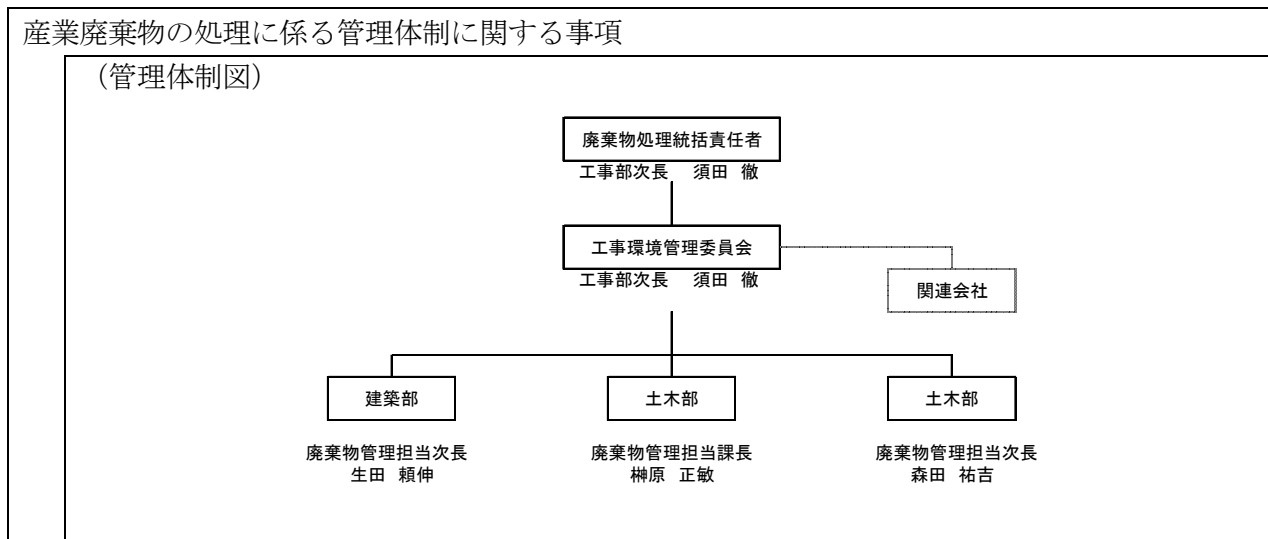 産業廃棄物の処理に係る管理体制に関する事項
（管理体制図）
廃棄物処理統括責任者
工事部次長　須田　徹
工事環境管理委員会
工事部次長　須田　徹
関連会社
建築部　土木部　土木部
廃棄物管理担当次長　廃棄物管理担当課長　廃棄物管理担当次長
生田　頼伸　榊原　正敏　森田　祐吉